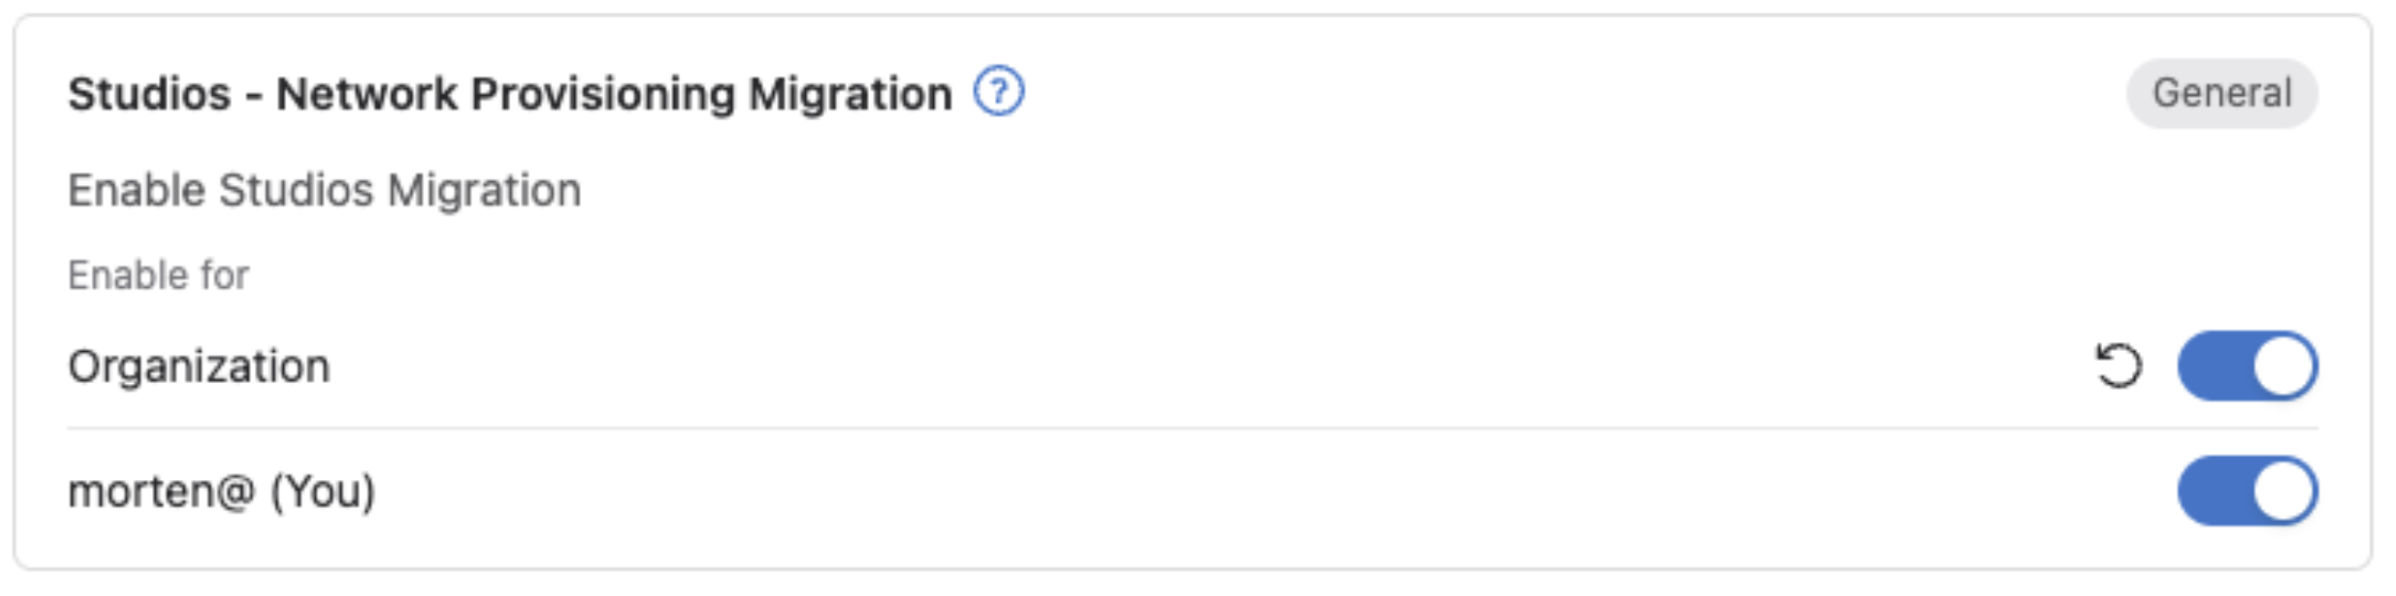 Studios - Network Provisioning Migration ? General
Enable Studios Migration
Enable for
Organization
morten@ (You)